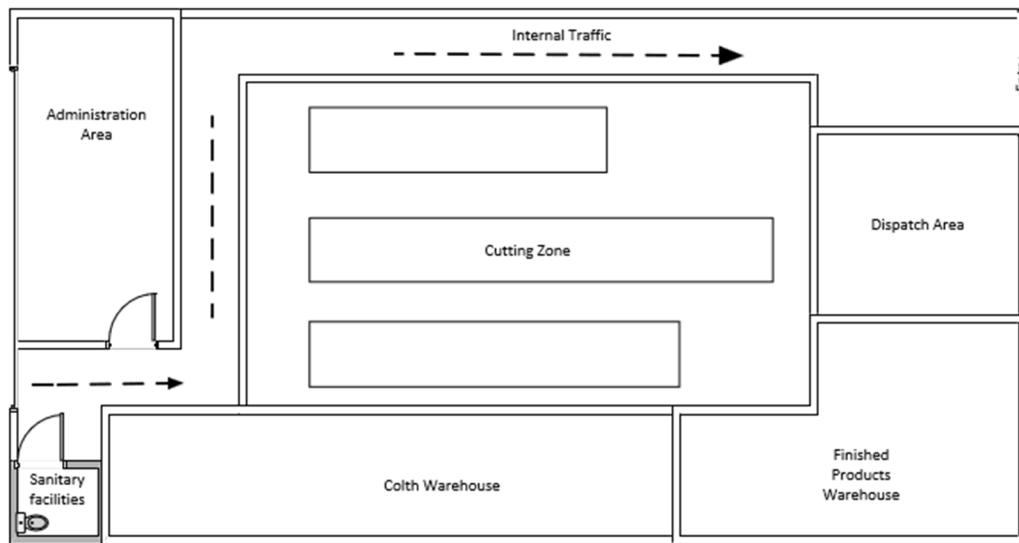 Internal Traffic
Administration
Area
Dispatch Area
Cutting Zone
Finished
Products
Warehouse
Colth Warehouse
Sanitary
facilities